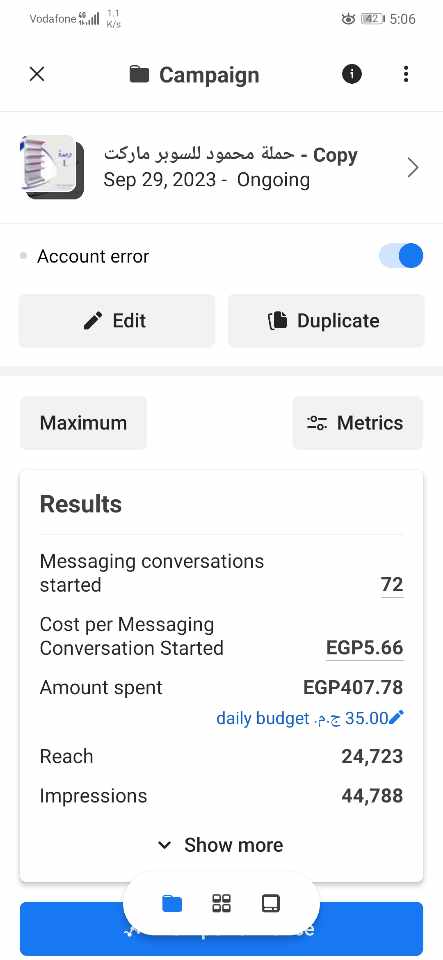 Vodafone 4G 1.1 K/s 42 5:06
Campaign
حملة محمود للسوبر ماركت - Copy
Sep 29, 2023 - Ongoing
Account error
Edit
Duplicate
Maximum
Metrics
Results
Messaging conversations
started
72
Cost per Messaging
Conversation Started
EGP5.66
Amount spent
EGP407.78
daily budget ج.م. 35.00
Reach
24,723
Impressions
44,788
Show more